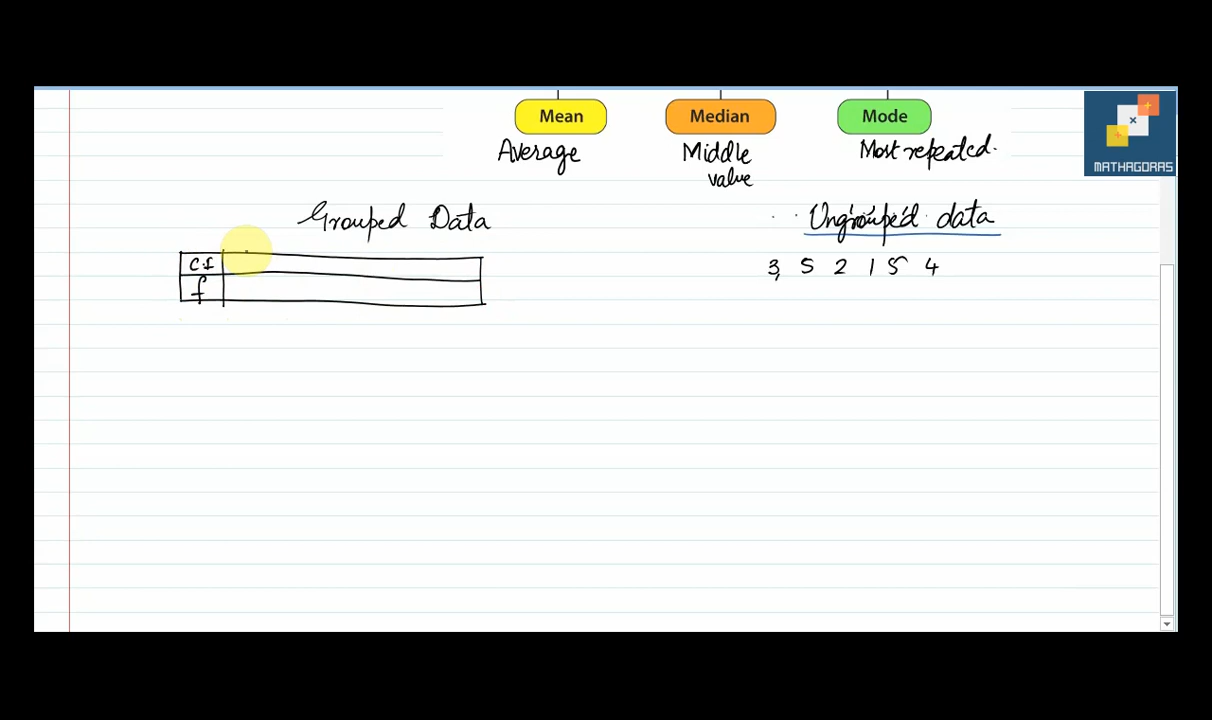 Mean Median Mode
Average Middle value Most repeated.
MATHAGORAS
Grouped Data Ungrouped data
C.I 3, 5 2 1 5 4
f